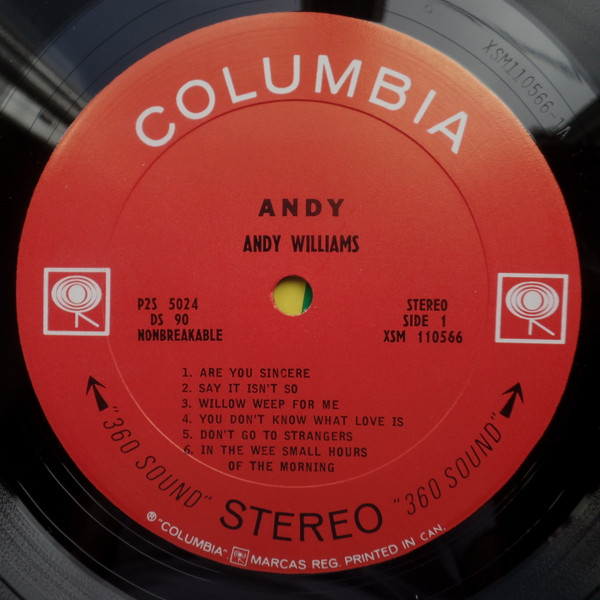 COLUMBIA
XSM110566-1A
ANDY
ANDY WILLIAMS
P2S 5024
DS 90
NONBREAKABLE
STEREO
SIDE 1
XSM 110566
1. ARE YOU SINCERE
2. SAY IT ISN'T SO
3. WILLOW WEEP FOR ME
4. YOU DON'T KNOW WHAT LOVE IS
5. DON'T GO TO STRANGERS
6. IN THE WEE SMALL HOURS
OF THE MORNING
"360 SOUND" STEREO "360 SOUND"
® "COLUMBIA" MARCAS REG. PRINTED IN CAN.